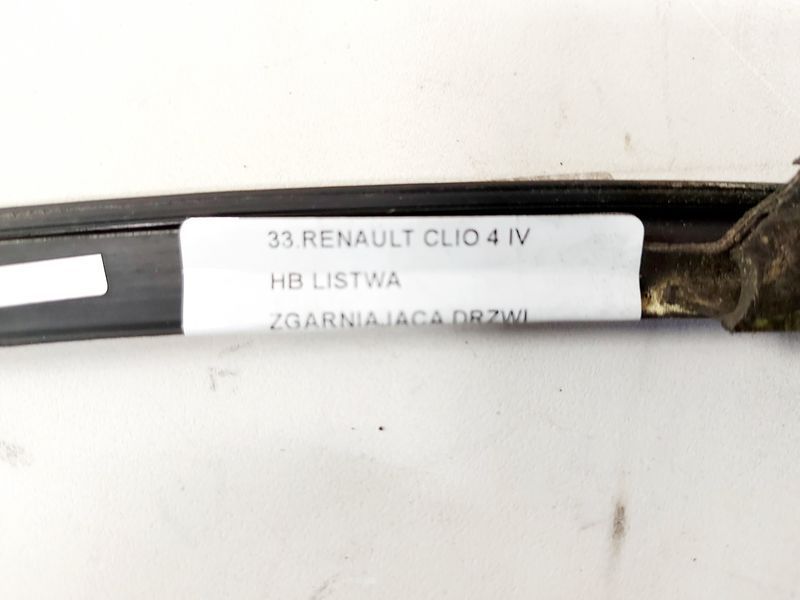 33.RENAULT CLIO 4 IV
HB LISTWA
ZGARNIAJACA DRZWI